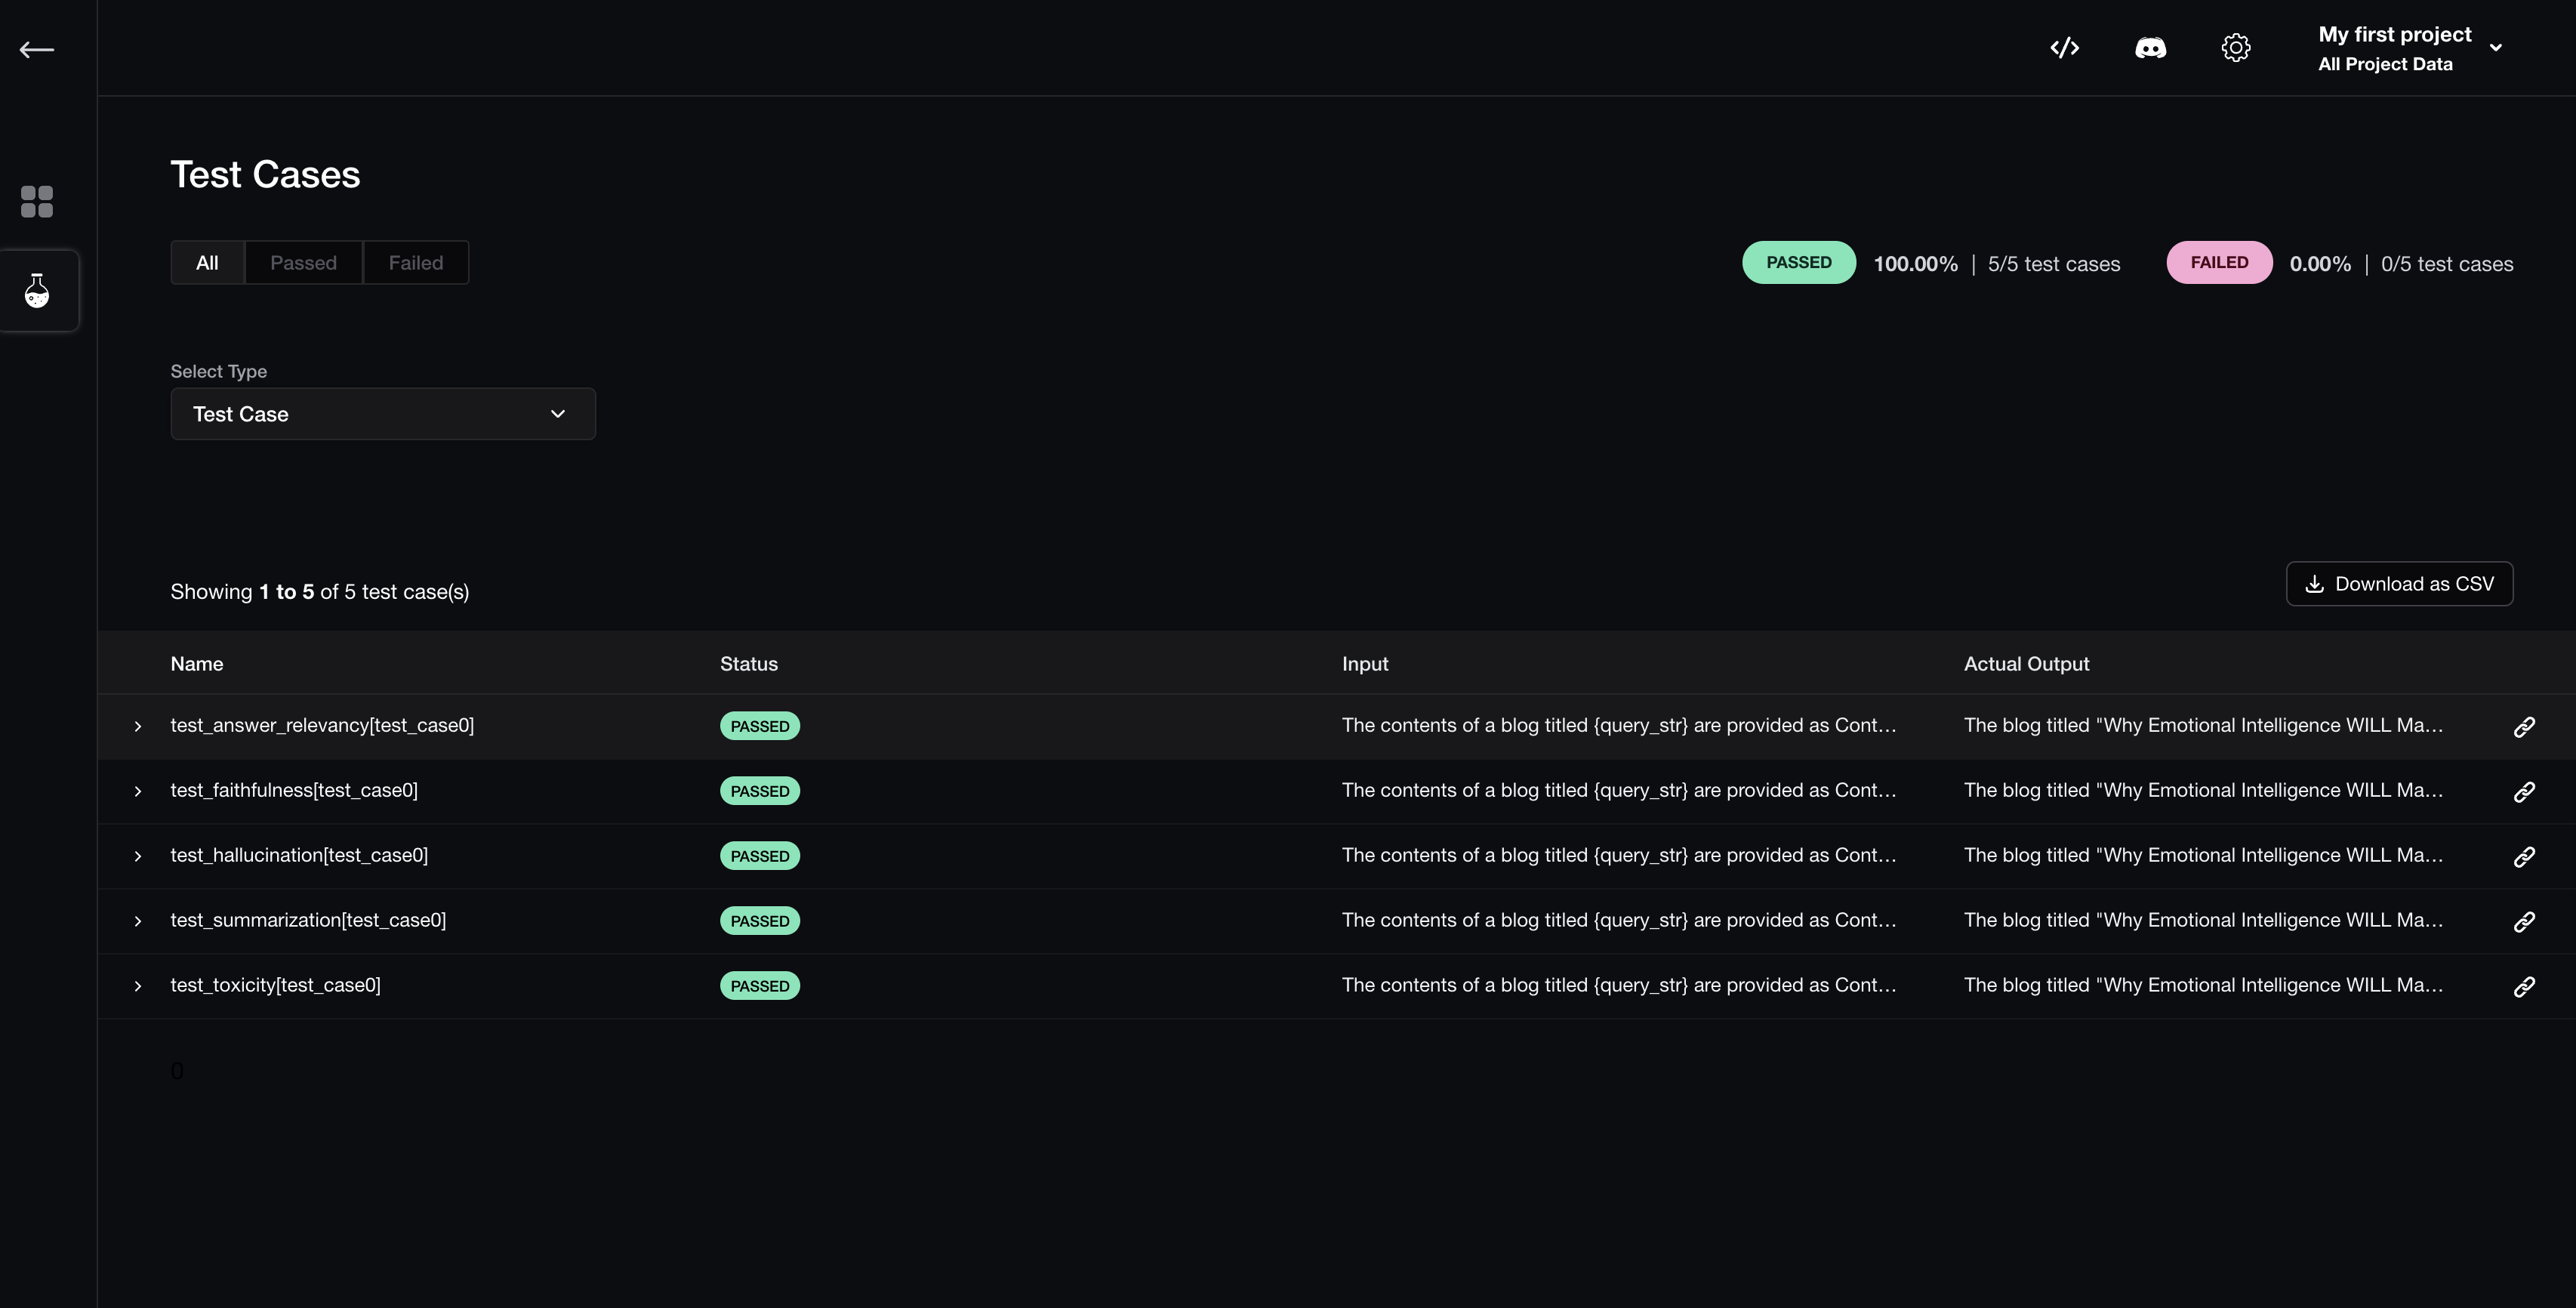 My first project
All Project Data
Test Cases
All Passed Failed
PASSED 100.00% | 5/5 test cases FAILED 0.00% | 0/5 test cases
Select Type
Test Case
Showing 1 to 5 of 5 test case(s) Download as CSV
Name Status Input Actual Output
test_answer_relevancy[test_case0] PASSED The contents of a blog titled {query_str} are provided as Cont... The blog titled "Why Emotional Intelligence WILL Ma...
test_faithfulness[test_case0] PASSED The contents of a blog titled {query_str} are provided as Cont... The blog titled "Why Emotional Intelligence WILL Ma...
test_hallucination[test_case0] PASSED The contents of a blog titled {query_str} are provided as Cont... The blog titled "Why Emotional Intelligence WILL Ma...
test_summarization[test_case0] PASSED The contents of a blog titled {query_str} are provided as Cont... The blog titled "Why Emotional Intelligence WILL Ma...
test_toxicity[test_case0] PASSED The contents of a blog titled {query_str} are provided as Cont... The blog titled "Why Emotional Intelligence WILL Ma...
0